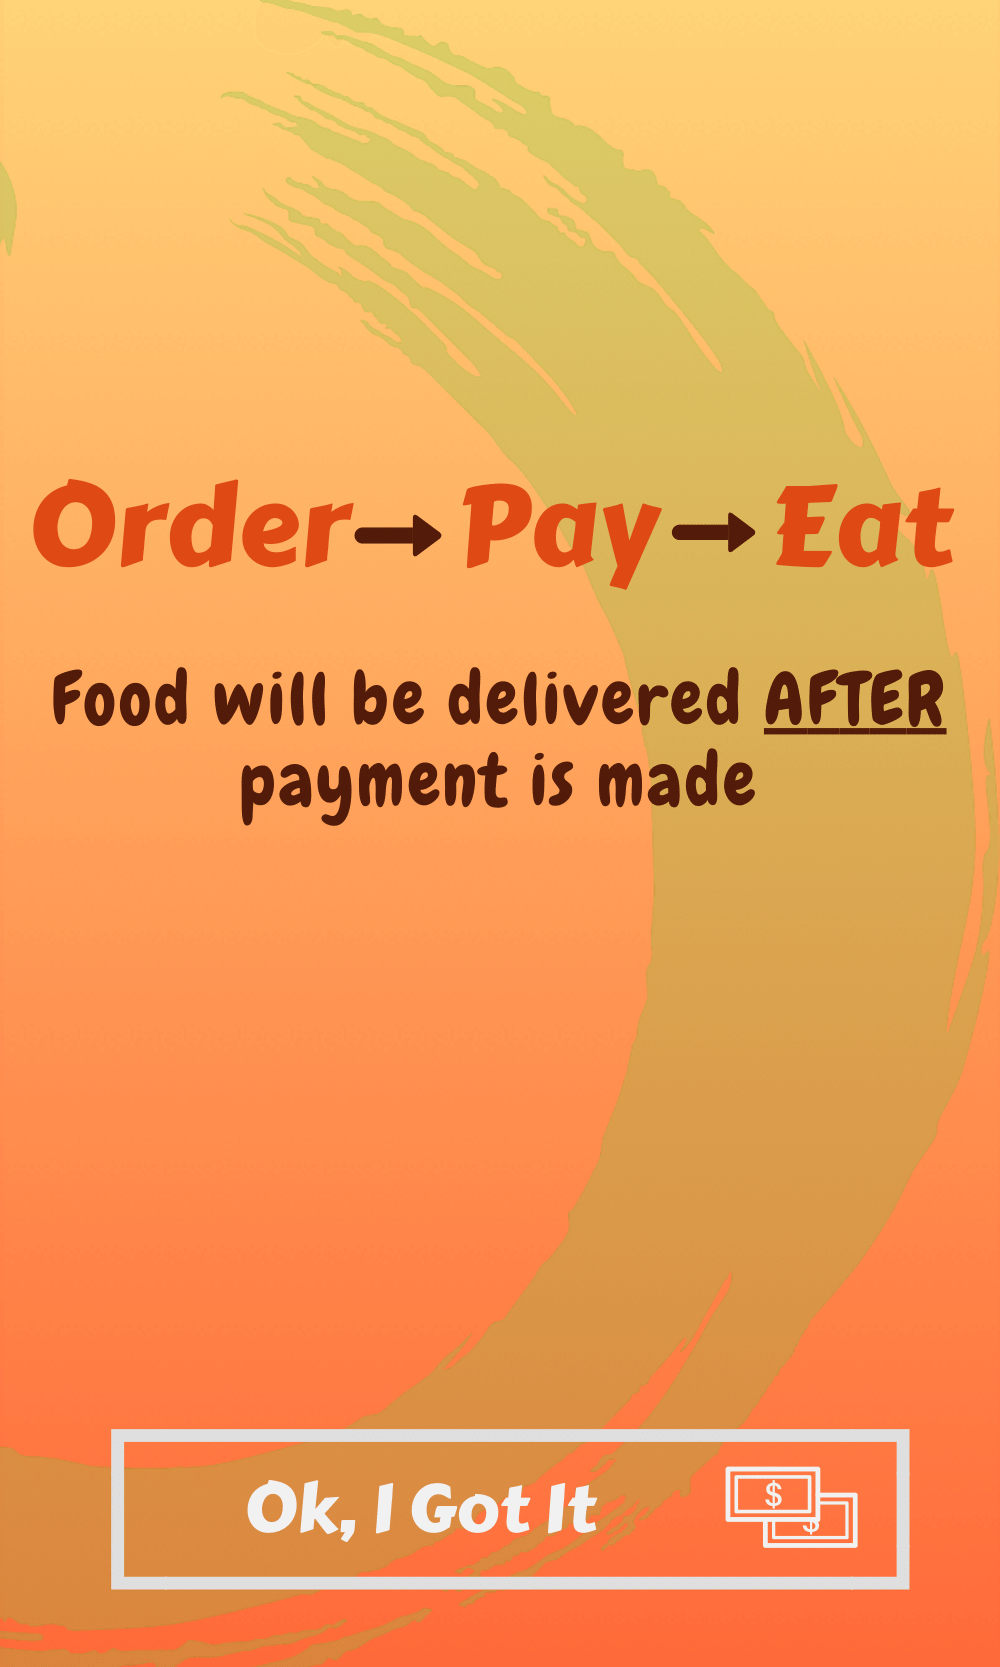 Order→Pay→Eat
Food will be delivered AFTER
payment is made
Ok, I Got It
$
$